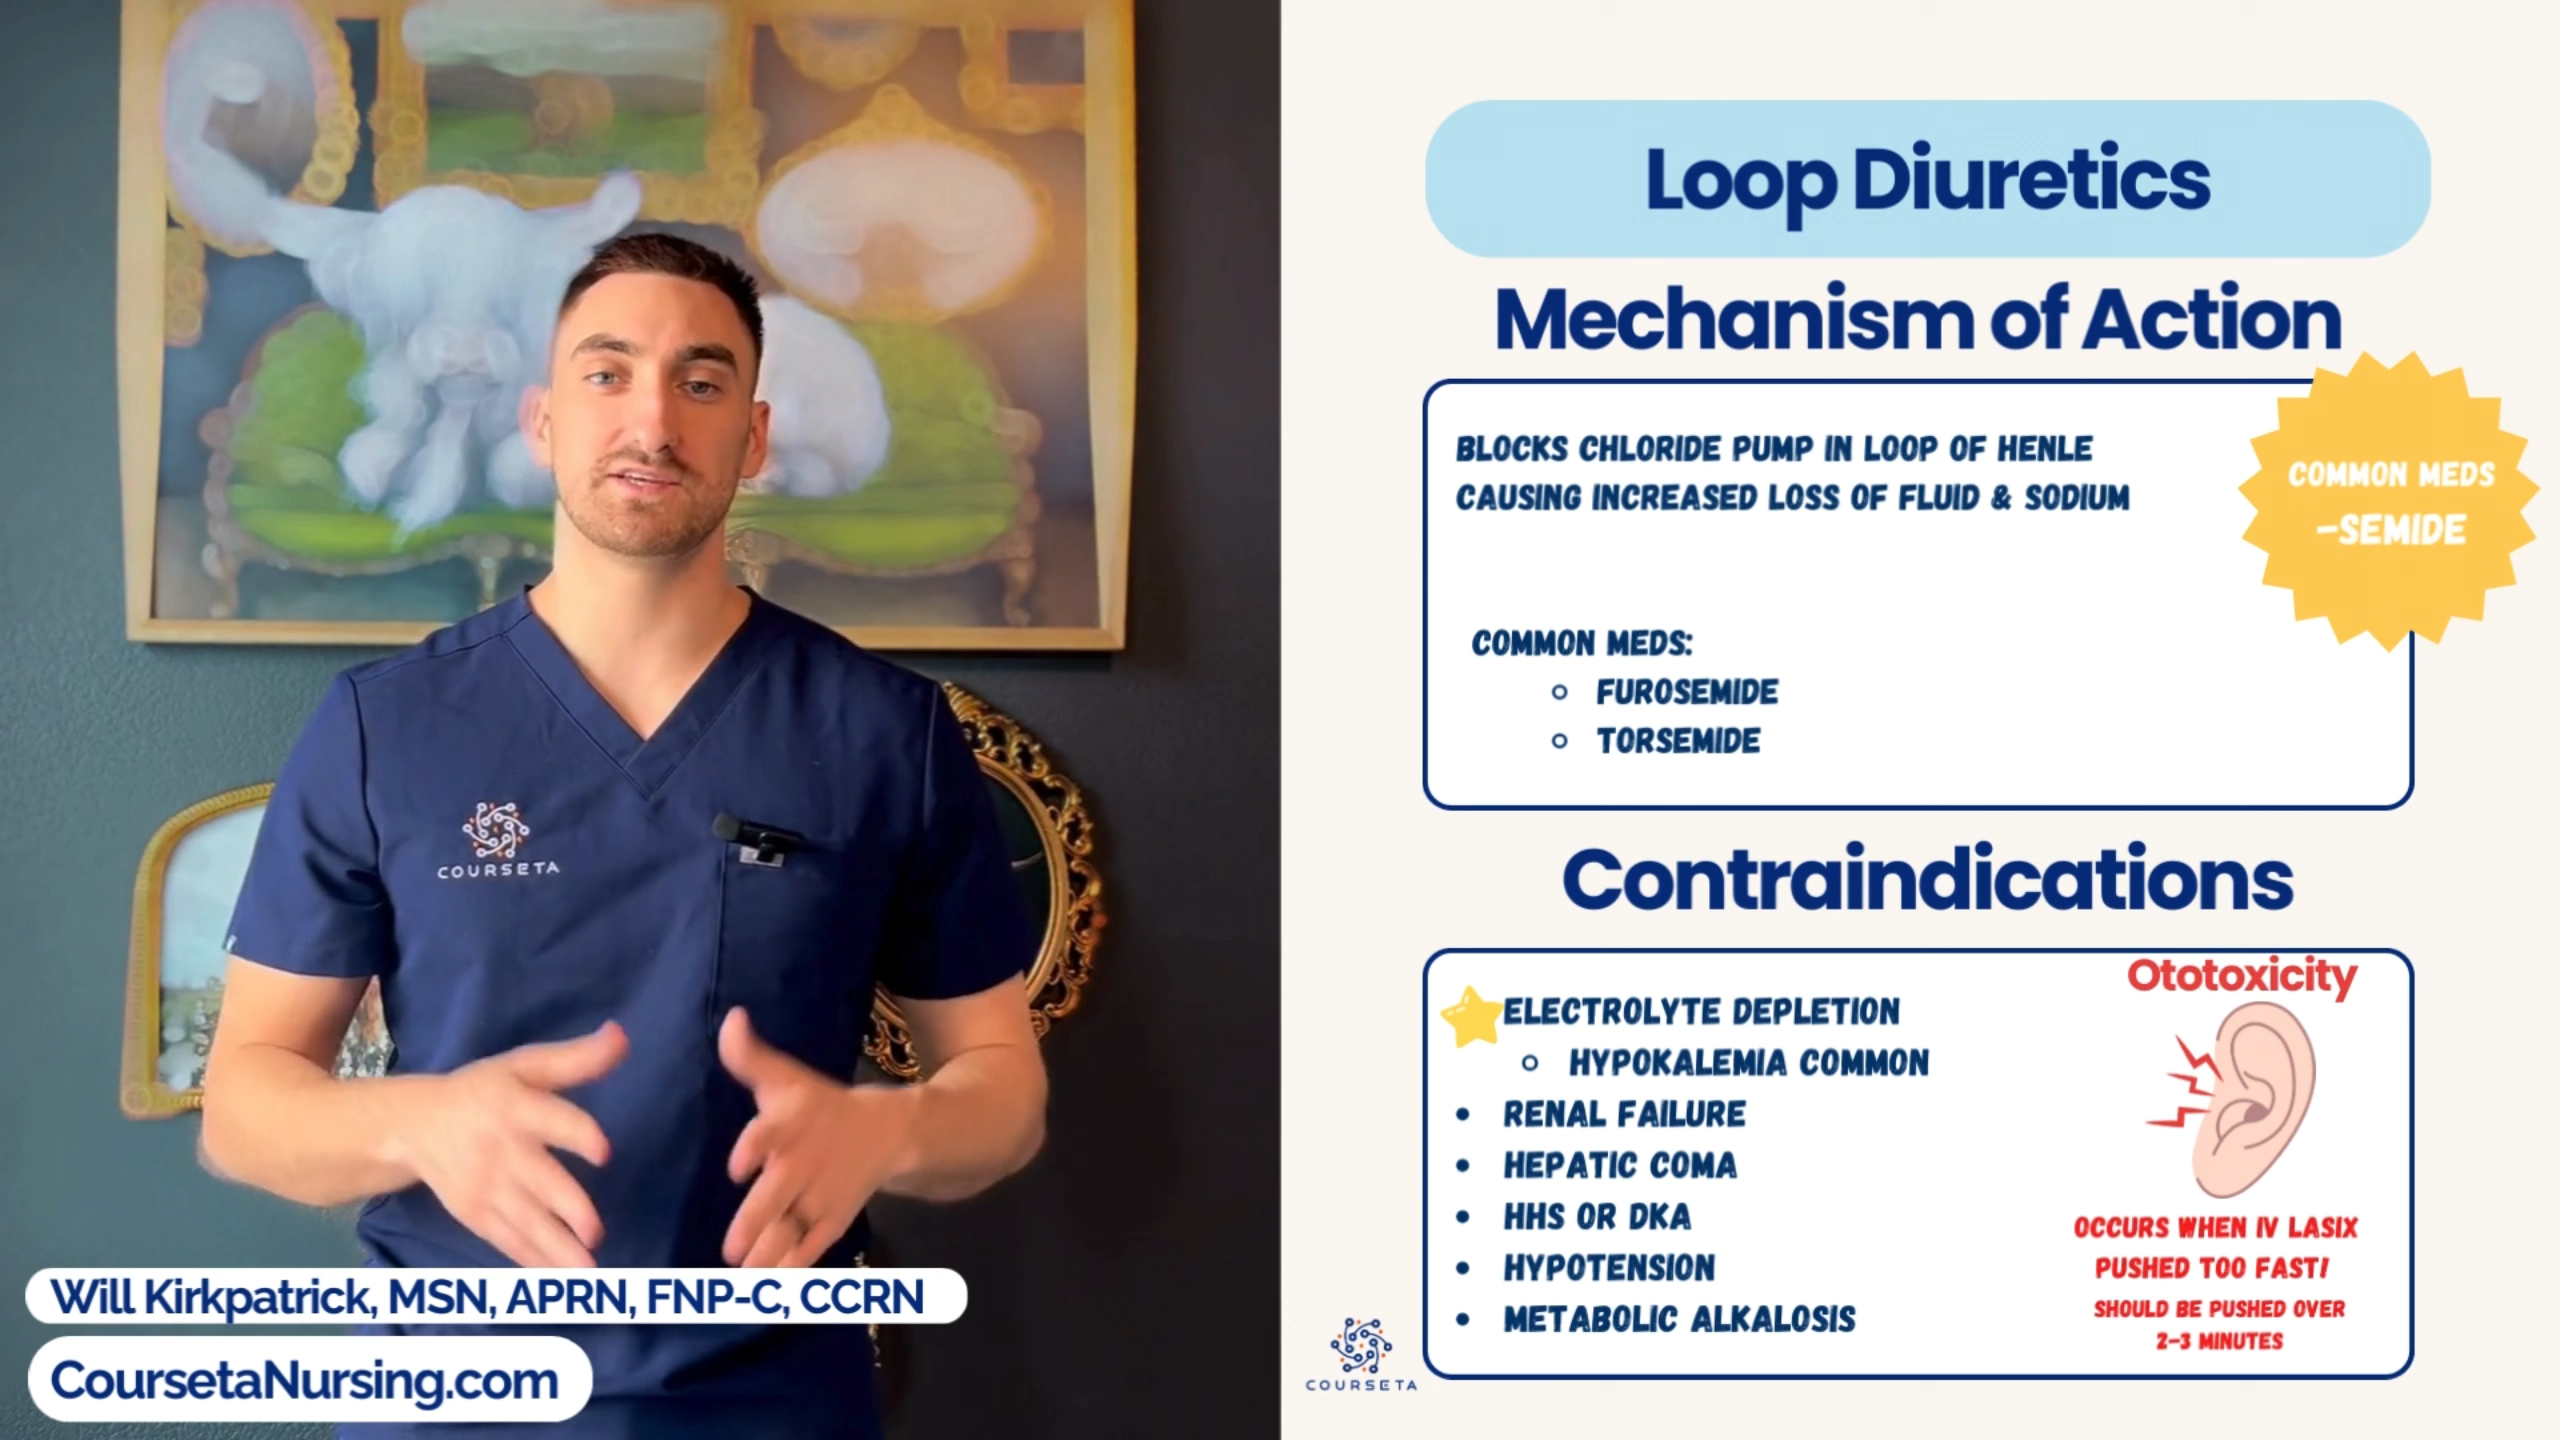 Loop Diuretics
Mechanism of Action
BLOCKS CHLORIDE PUMP IN LOOP OF HENLE
CAUSING INCREASED LOSS OF FLUID & SODIUM
COMMON MEDS
-SEMIDE
COMMON MEDS:
FUROSEMIDE
TORSEMIDE
Contraindications
ELECTROLYTE DEPLETION
HYPOKALEMIA COMMON
RENAL FAILURE
HEPATIC COMA
HHS OR DKA
HYPOTENSION
METABOLIC ALKALOSIS
Ototoxicity
OCCURS WHEN IV LASIX
PUSHED TOO FAST!
SHOULD BE PUSHED OVER
2-3 MINUTES
COURSETA
COURSETA
Will Kirkpatrick, MSN, APRN, FNP-C, CCRN
CoursetaNursing.com